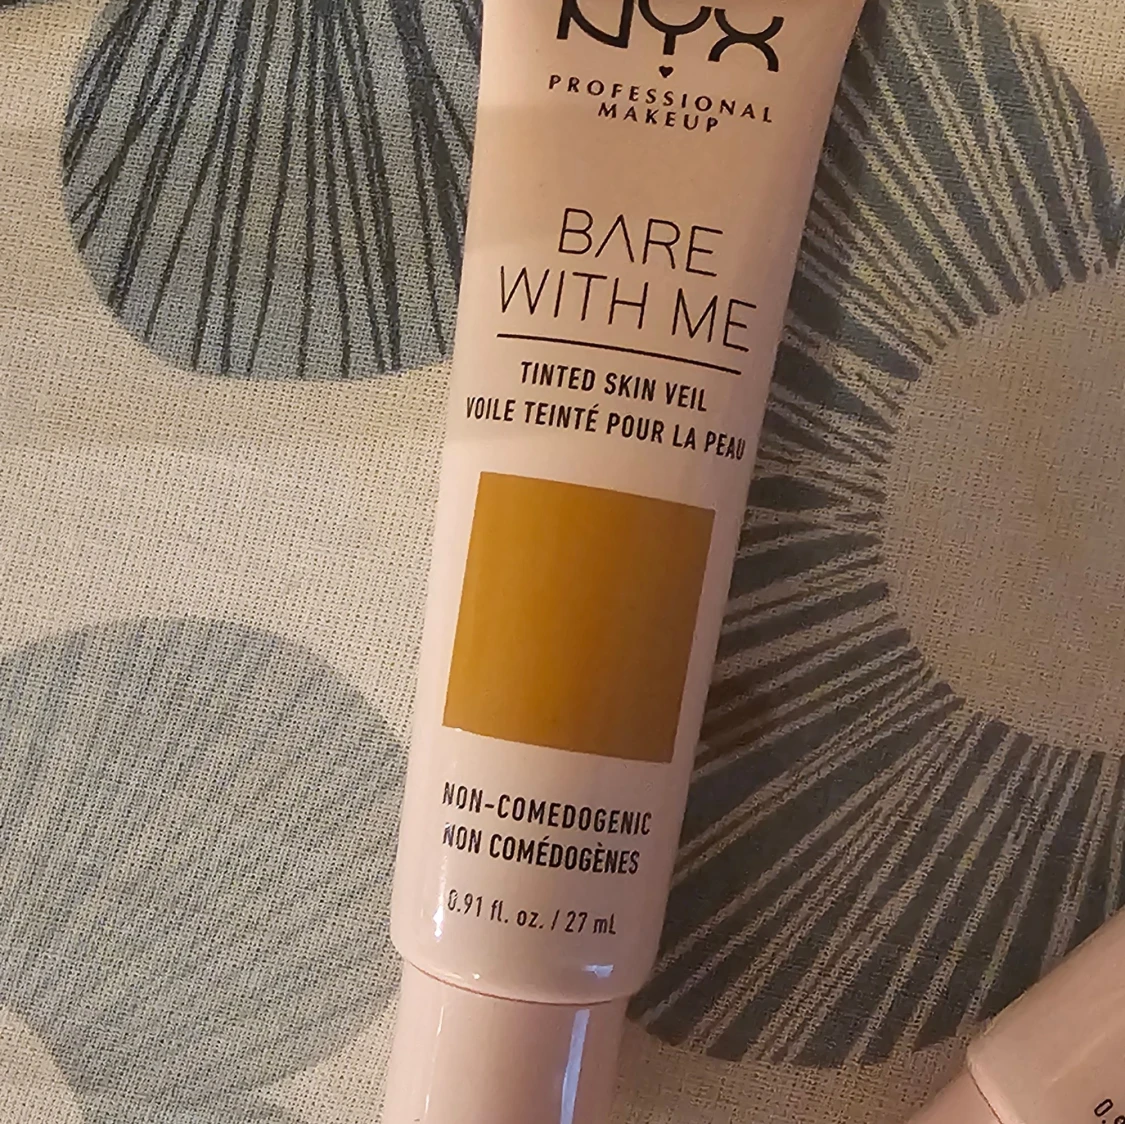 NYX
PROFESSIONAL
MAKEUP
BARE
WITH ME
TINTED SKIN VEIL
VOILE TEINTÉ POUR LA PEAU
NON-COMEDOGENIC
NON COMÉDOGÈNES
0.91 fl. oz. / 27 mL